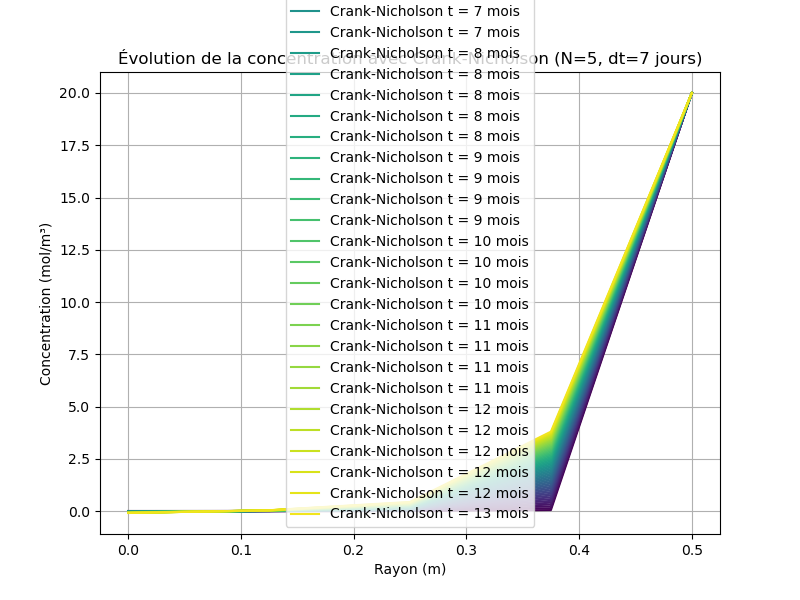 Évolution de la concentration avec Crank-Nicholson (N=5, dt=7 jours)
Crank-Nicholson t = 7 mois
Crank-Nicholson t = 7 mois
Crank-Nicholson t = 8 mois
Crank-Nicholson t = 8 mois
Crank-Nicholson t = 8 mois
Crank-Nicholson t = 8 mois
Crank-Nicholson t = 8 mois
Crank-Nicholson t = 9 mois
Crank-Nicholson t = 9 mois
Crank-Nicholson t = 9 mois
Crank-Nicholson t = 9 mois
Crank-Nicholson t = 10 mois
Crank-Nicholson t = 10 mois
Crank-Nicholson t = 10 mois
Crank-Nicholson t = 10 mois
Crank-Nicholson t = 11 mois
Crank-Nicholson t = 11 mois
Crank-Nicholson t = 11 mois
Crank-Nicholson t = 11 mois
Crank-Nicholson t = 12 mois
Crank-Nicholson t = 12 mois
Crank-Nicholson t = 12 mois
Crank-Nicholson t = 12 mois
Crank-Nicholson t = 12 mois
Crank-Nicholson t = 13 mois
Concentration (mol/m³)
20.0
17.5
15.0
12.5
10.0
7.5
5.0
2.5
0.0
0.0 0.1 0.2 0.3 0.4 0.5
Rayon (m)